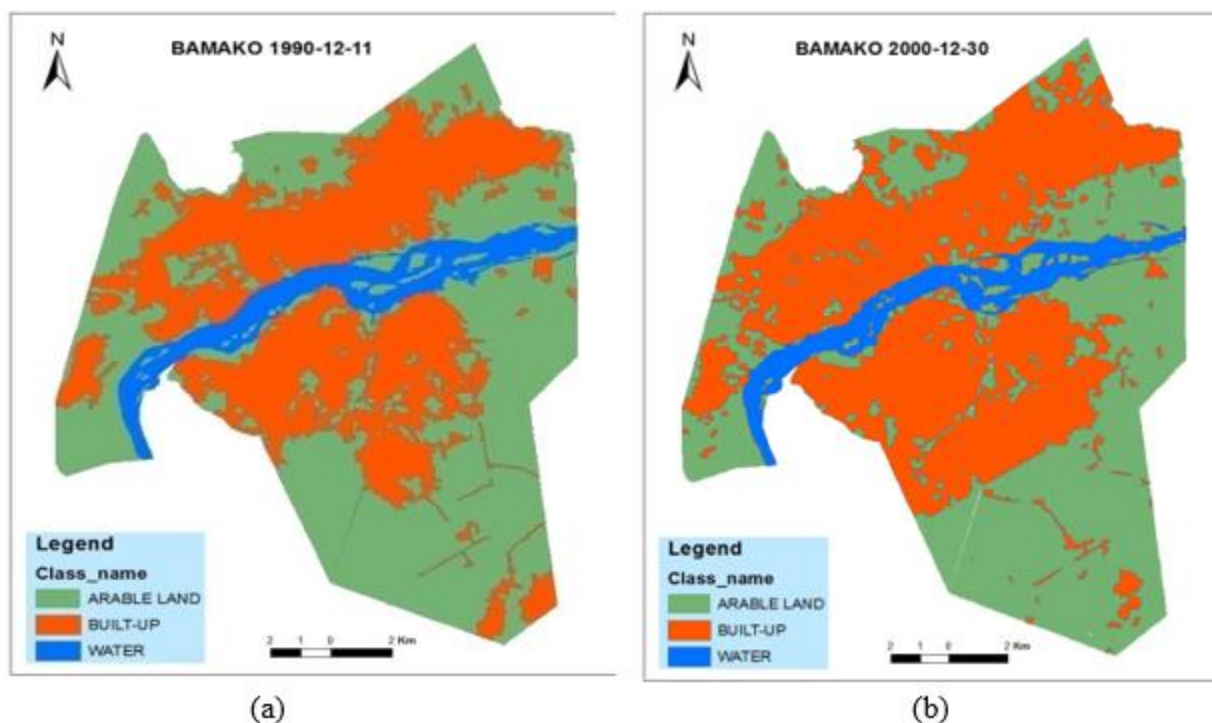 N
BAMAKO 1990-12-11
Legend
Class_name
ARABLE LAND
BUILT-UP
WATER
2 1 0 2 Km
(a)
N
BAMAKO 2000-12-30
Legend
Class_name
ARABLE LAND
BUILT-UP
WATER
2 1 0 2 Km
(b)